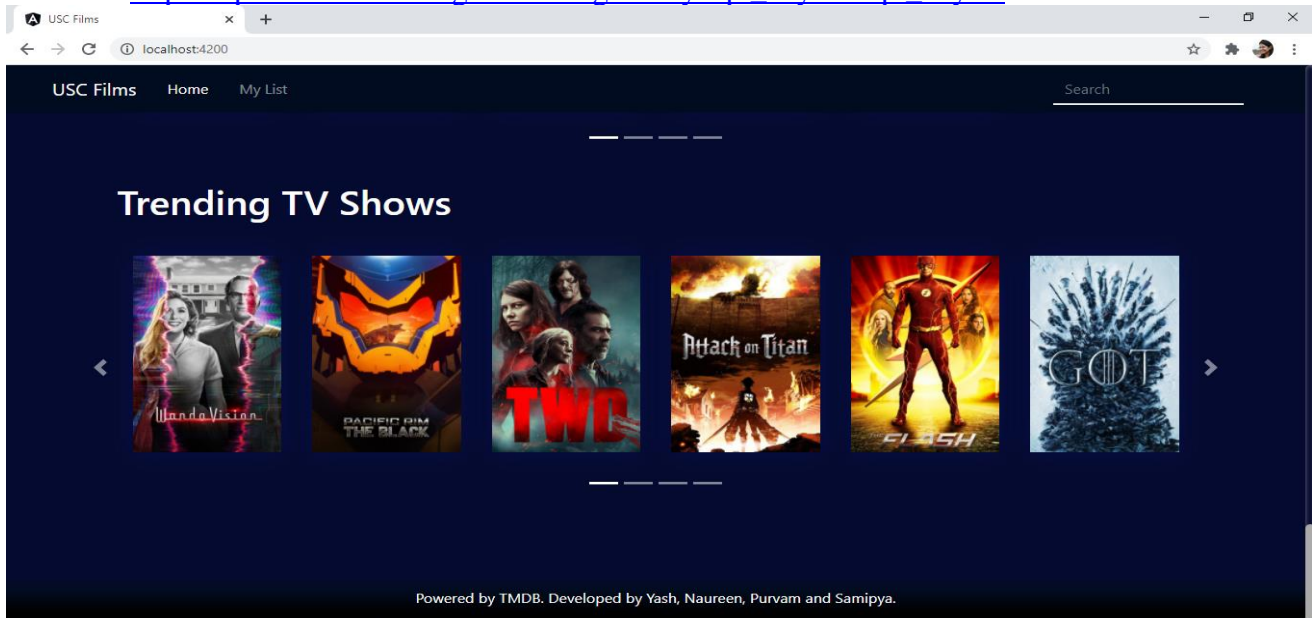 USC Films
localhost:4200
USC Films Home My List Search
Trending TV Shows
WandaVision
PACIFIC RIM
THE BLACK
TWD
Attack on Titan
THE FLASH
GOT
Powered by TMDB. Developed by Yash, Naureen, Purvam and Samipya.